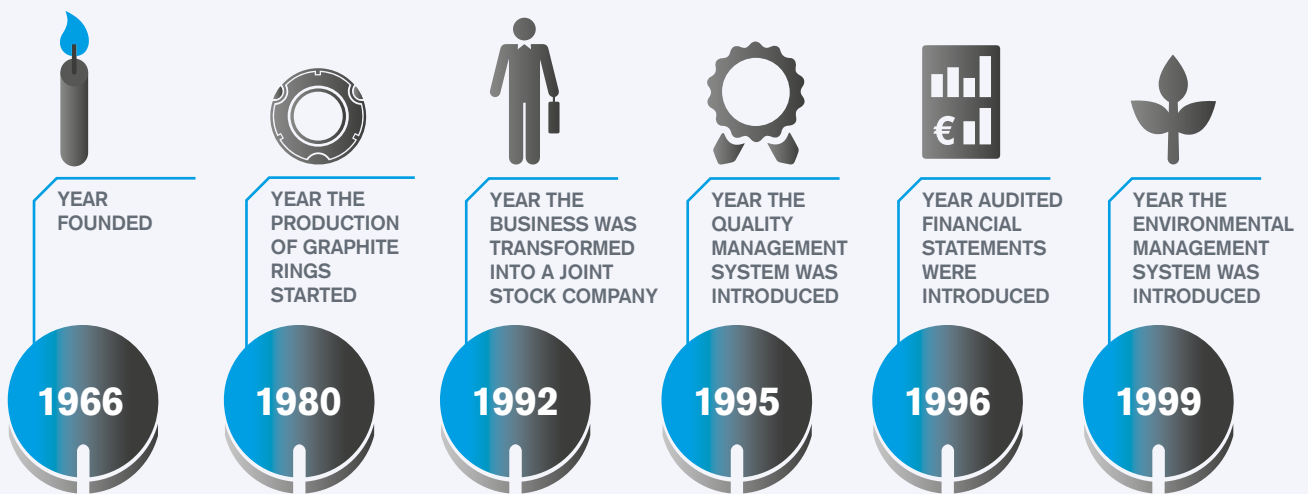 YEAR
FOUNDED
1966
YEAR THE
PRODUCTION
OF GRAPHITE
RINGS
STARTED
1980
YEAR THE
BUSINESS WAS
TRANSFORMED
INTO A JOINT
STOCK COMPANY
1992
YEAR THE
QUALITY
MANAGEMENT
SYSTEM WAS
INTRODUCED
1995
€
YEAR AUDITED
FINANCIAL
STATEMENTS
WERE
INTRODUCED
1996
YEAR THE
ENVIRONMENTAL
MANAGEMENT
SYSTEM WAS
INTRODUCED
1999